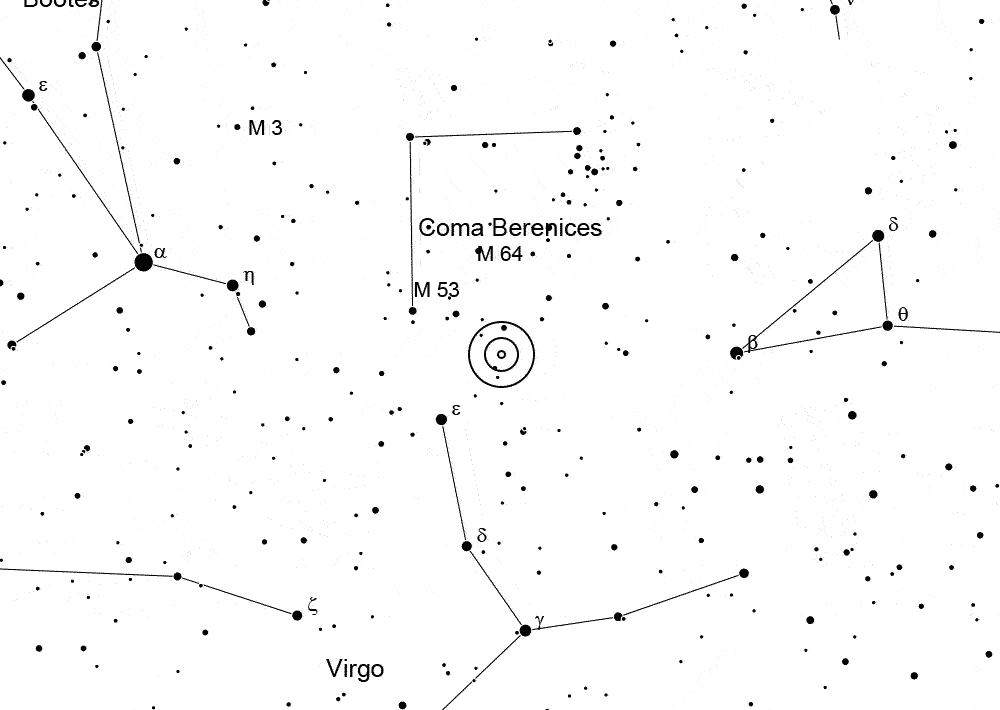 Bootes
ν
ε
M 3
δ
Coma Berenices
α
M 64
η
M 53
θ
β
ε
δ
ζ
γ
Virgo